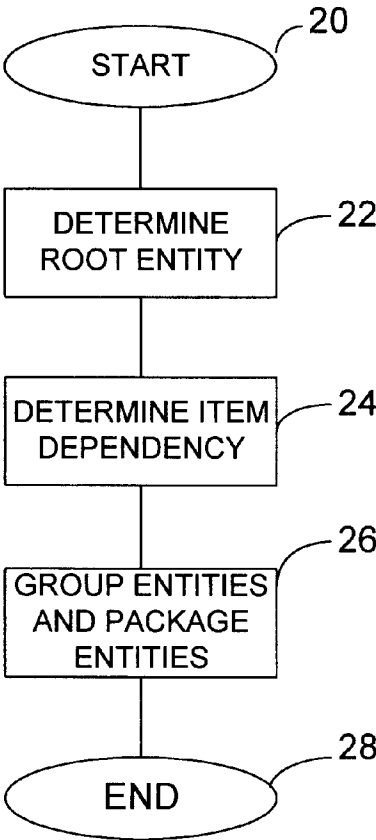 20
START
22
DETERMINE
ROOT ENTITY
24
DETERMINE ITEM
DEPENDENCY
26
GROUP ENTITIES
AND PACKAGE
ENTITIES
28
END